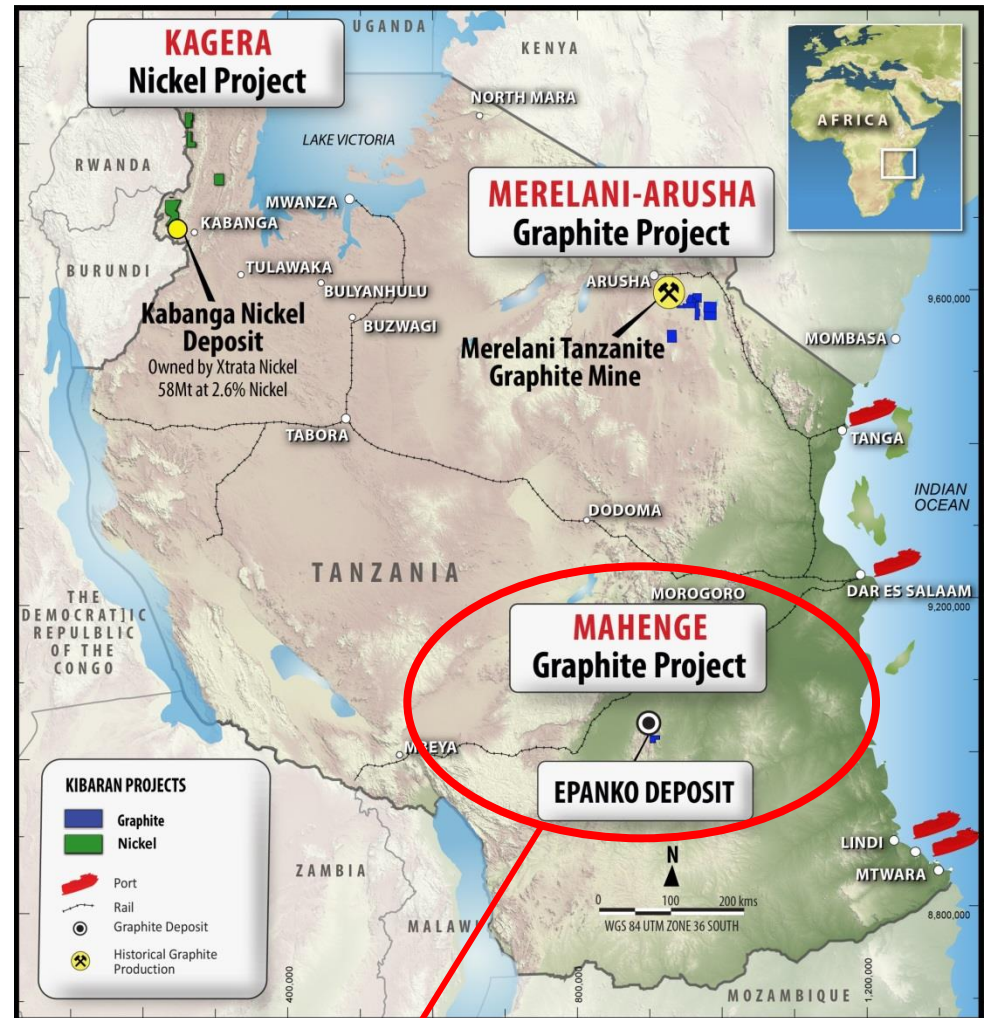 UGANDA
KENYA
KAGERA
Nickel Project
NORTH MARA
LAKE VICTORIA
AFRICA
RWANDA
MWANZA
MERELANI-ARUSHA
Graphite Project
KABANGA
BURUNDI
TULAWAKA
BULYANHULU
ARUSHA
9,600,000
Kabanga Nickel
Deposit
Owned by Xtrata Nickel
58Mt at 2.6% Nickel
BUZWAGI
MOMBASA
Merelani Tanzanite
Graphite Mine
TABORA
TANGA
INDIAN
OCEAN
DODOMA
TANZANIA
THE
DEMOCRAT]IC
REPULBLIC
OF THE
CONGO
MOROGORO
DAR ES SALAAM
9,200,000
MAHENGE
Graphite Project
MBEYA
EPANKO DEPOSIT
KIBARAN PROJECTS
Graphite
Nickel
Port
Rail
Graphite Deposit
Historical Graphite
Production
ZAMBIA
MALAWI
N
0 100 200 kms
WGS 84 UTM ZONE 36 SOUTH
LINDI
MTWARA
8,800,000
400,000
800,000
1,200,000
MOZAMBIQUE